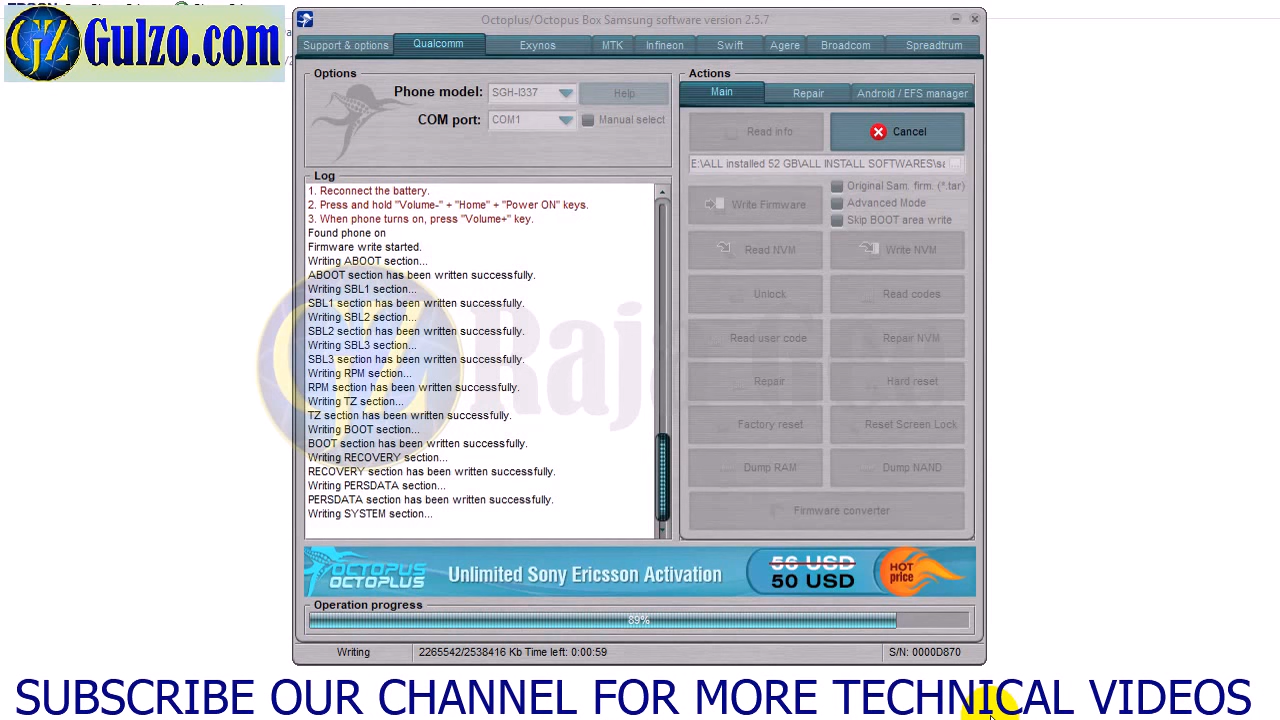 Gulzo.com
GZ
Octoplus/Octopus Box Samsung software version 2.5.7
Support & options
Qualcomm
Exynos
MTK
Infineon
Swift
Agere
Broadcom
Spreadtrum
Options
Phone model:
SGH-I337
Help
COM port:
COM1
Manual select
Log
1. Reconnect the battery.
2. Press and hold "Volume-" + "Home" + "Power ON" keys.
3. When phone turns on, press "Volume+" key.
Found phone on
Firmware write started.
Writing ABOOT section...
ABOOT section has been written successfully.
Writing SBL1 section...
SBL1 section has been written successfully.
Writing SBL2 section...
SBL2 section has been written successfully.
Writing SBL3 section...
SBL3 section has been written successfully.
Writing RPM section...
RPM section has been written successfully.
Writing TZ section...
TZ section has been written successfully.
Writing BOOT section...
BOOT section has been written successfully.
Writing RECOVERY section...
RECOVERY section has been written successfully.
Writing PERSDATA section...
PERSDATA section has been written successfully.
Writing SYSTEM section...
Actions
Main
Repair
Android / EFS manager
Read info
Cancel
E:\ALL installed 52 GB\ALL INSTALL SOFTWARES\sa
...
Original Sam. firm. (*.tar)
Write Firmware
Advanced Mode
Skip BOOT area write
Read NVM
Write NVM
Unlock
Read codes
Read user code
Repair NVM
Repair
Hard reset
Factory reset
Reset Screen Lock
Dump RAM
Dump NAND
Firmware converter
OCTOPUS
OCTOPLUS
Unlimited Sony Ericsson Activation
56 USD
50 USD
HOT
price
Operation progress
89%
Writing
2265542/2538416 Kb Time left: 0:00:59
S/N: 0000D870
SUBSCRIBE OUR CHANNEL FOR MORE TECHNICAL VIDEOS